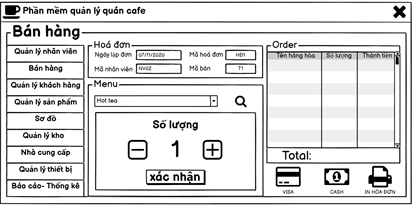 Phần mềm quản lý quán cafe
Bán hàng
Quản lý nhân viên
Bán hàng
Quản lý khách hàng
Quản lý sản phẩm
Sơ đồ
Quản lý kho
Nhà cung cấp
Quản lý thiết bị
Báo cáo- Thống kê
Hoá đơn
Ngày lập đơn 07/11/2020 Mã hoá đơn HD1
Mã nhân viên NV02 Mã bàn T1
Menu
Hot tea
Số lượng
1
xác nhận
Order
Tên hàng hóa Số lượng Thành tiền
Total:
VISA CASH IN HÓA ĐƠN